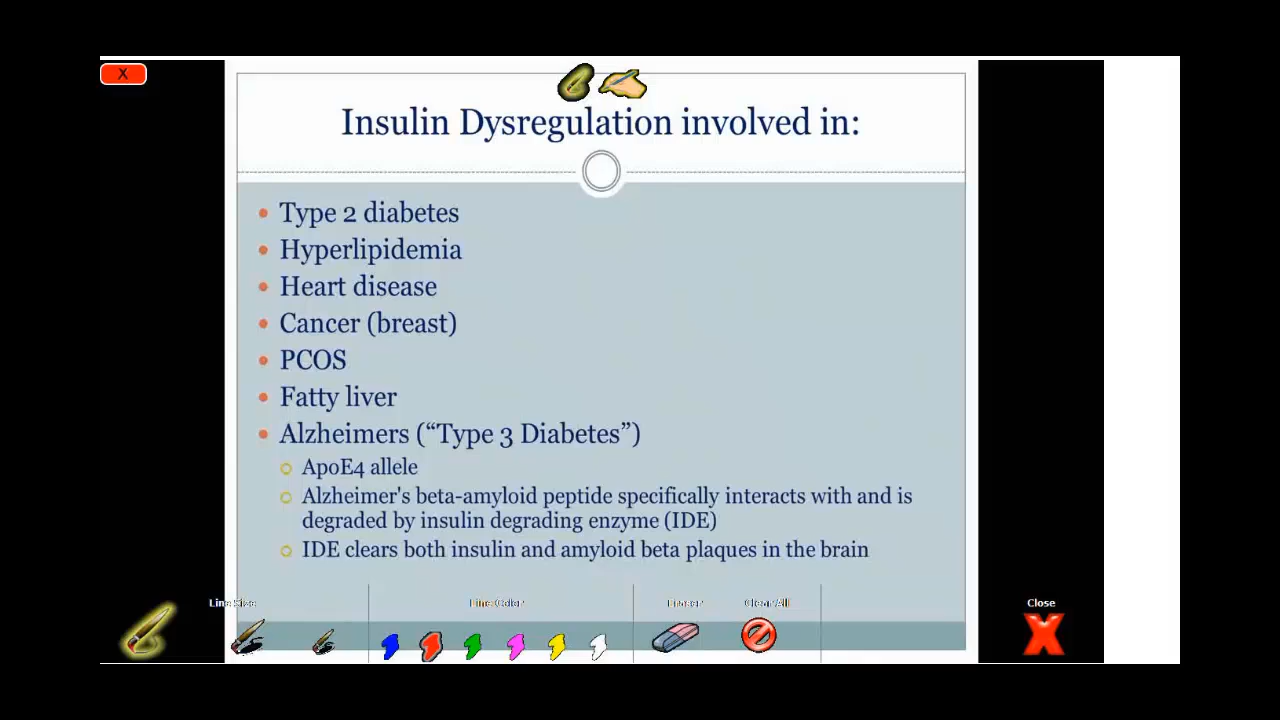 X
Insulin Dysregulation involved in:
Type 2 diabetes
Hyperlipidemia
Heart disease
Cancer (breast)
PCOS
Fatty liver
Alzheimers (“Type 3 Diabetes”)
ApoE4 allele
Alzheimer's beta-amyloid peptide specifically interacts with and is
degraded by insulin degrading enzyme (IDE)
IDE clears both insulin and amyloid beta plaques in the brain
Line Size
Line Color
Eraser
Clear All
Close